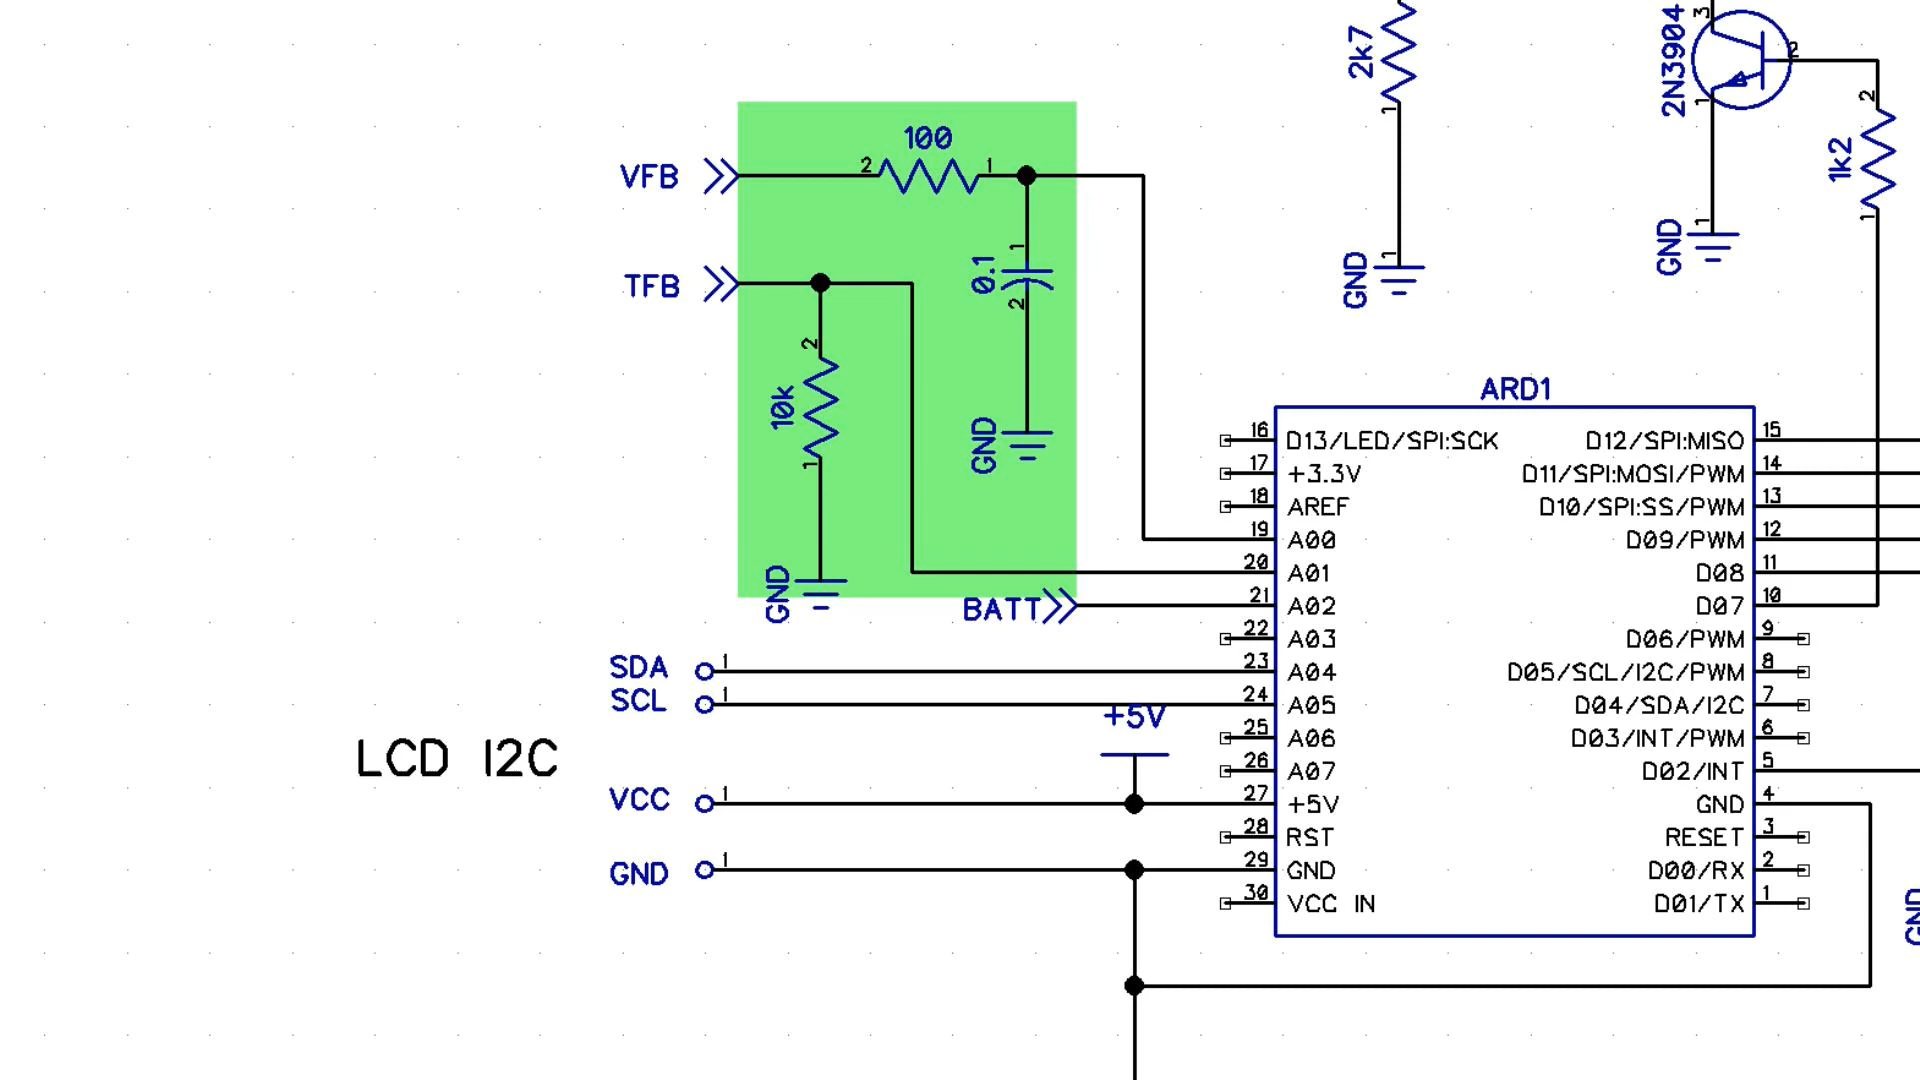 3
2N3904
2
1
1
GND
2
1k2
1
2k7
1
1
GND
100
VFB
2
1
1
0.1
2
GND
TFB
2
10k
1
GND
BATT
ARD1
16 D13/LED/SPI:SCK D12/SPI:MISO 15
17 +3.3V D11/SPI:MOSI/PWM 14
18 AREF D10/SPI:SS/PWM 13
19 A00 D09/PWM 12
20 A01 D08 11
21 A02 D07 10
22 A03 D06/PWM 9
23 A04 D05/SCL/I2C/PWM 8
24 A05 D04/SDA/I2C 7
25 A06 D03/INT/PWM 6
26 A07 D02/INT 5
27 +5V GND 4
28 RST RESET 3
29 GND D00/RX 2
30 VCC IN D01/TX 1
SDA 1
SCL 1
+5V
LCD I2C
VCC 1
GND 1
GND